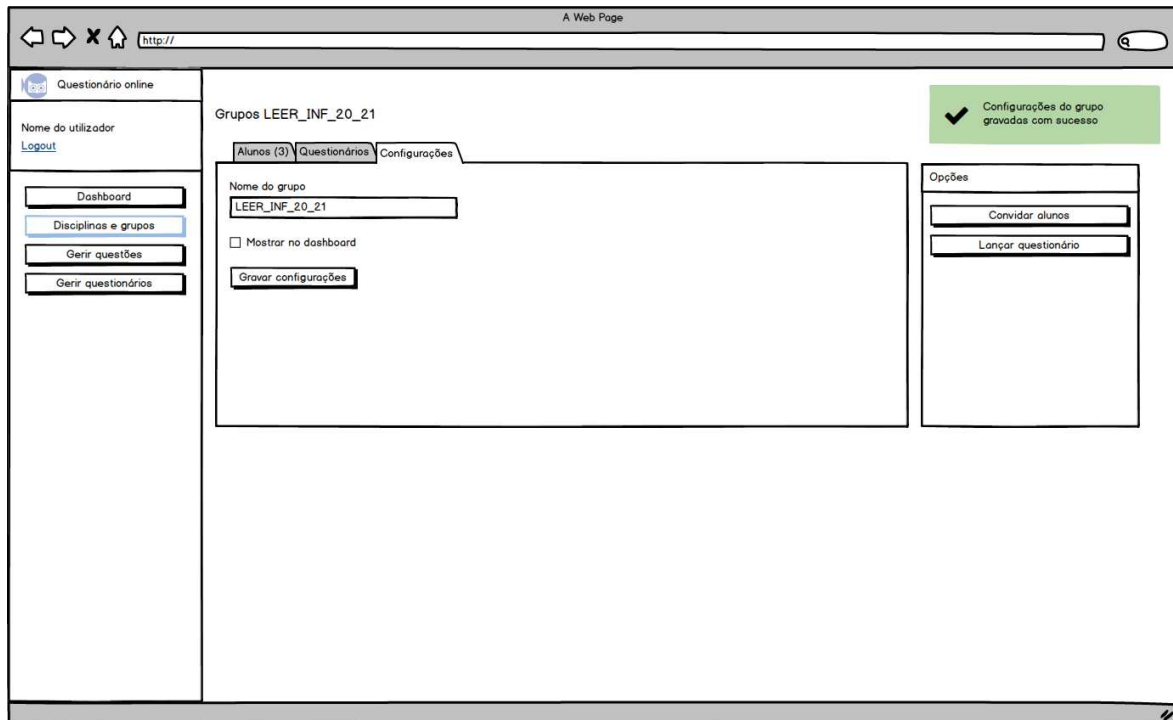 A Web Page
http://
Questionário online
Nome do utilizador
Logout
Dashboard
Disciplinas e grupos
Gerir questões
Gerir questionários
Grupos LEER_INF_20_21
Configurações do grupo
gravadas com sucesso
Alunos (3) Questionários Configurações
Nome do grupo
LEER_INF_20_21
Mostrar no dashboard
Gravar configurações
Opções
Convidar alunos
Lançar questionário